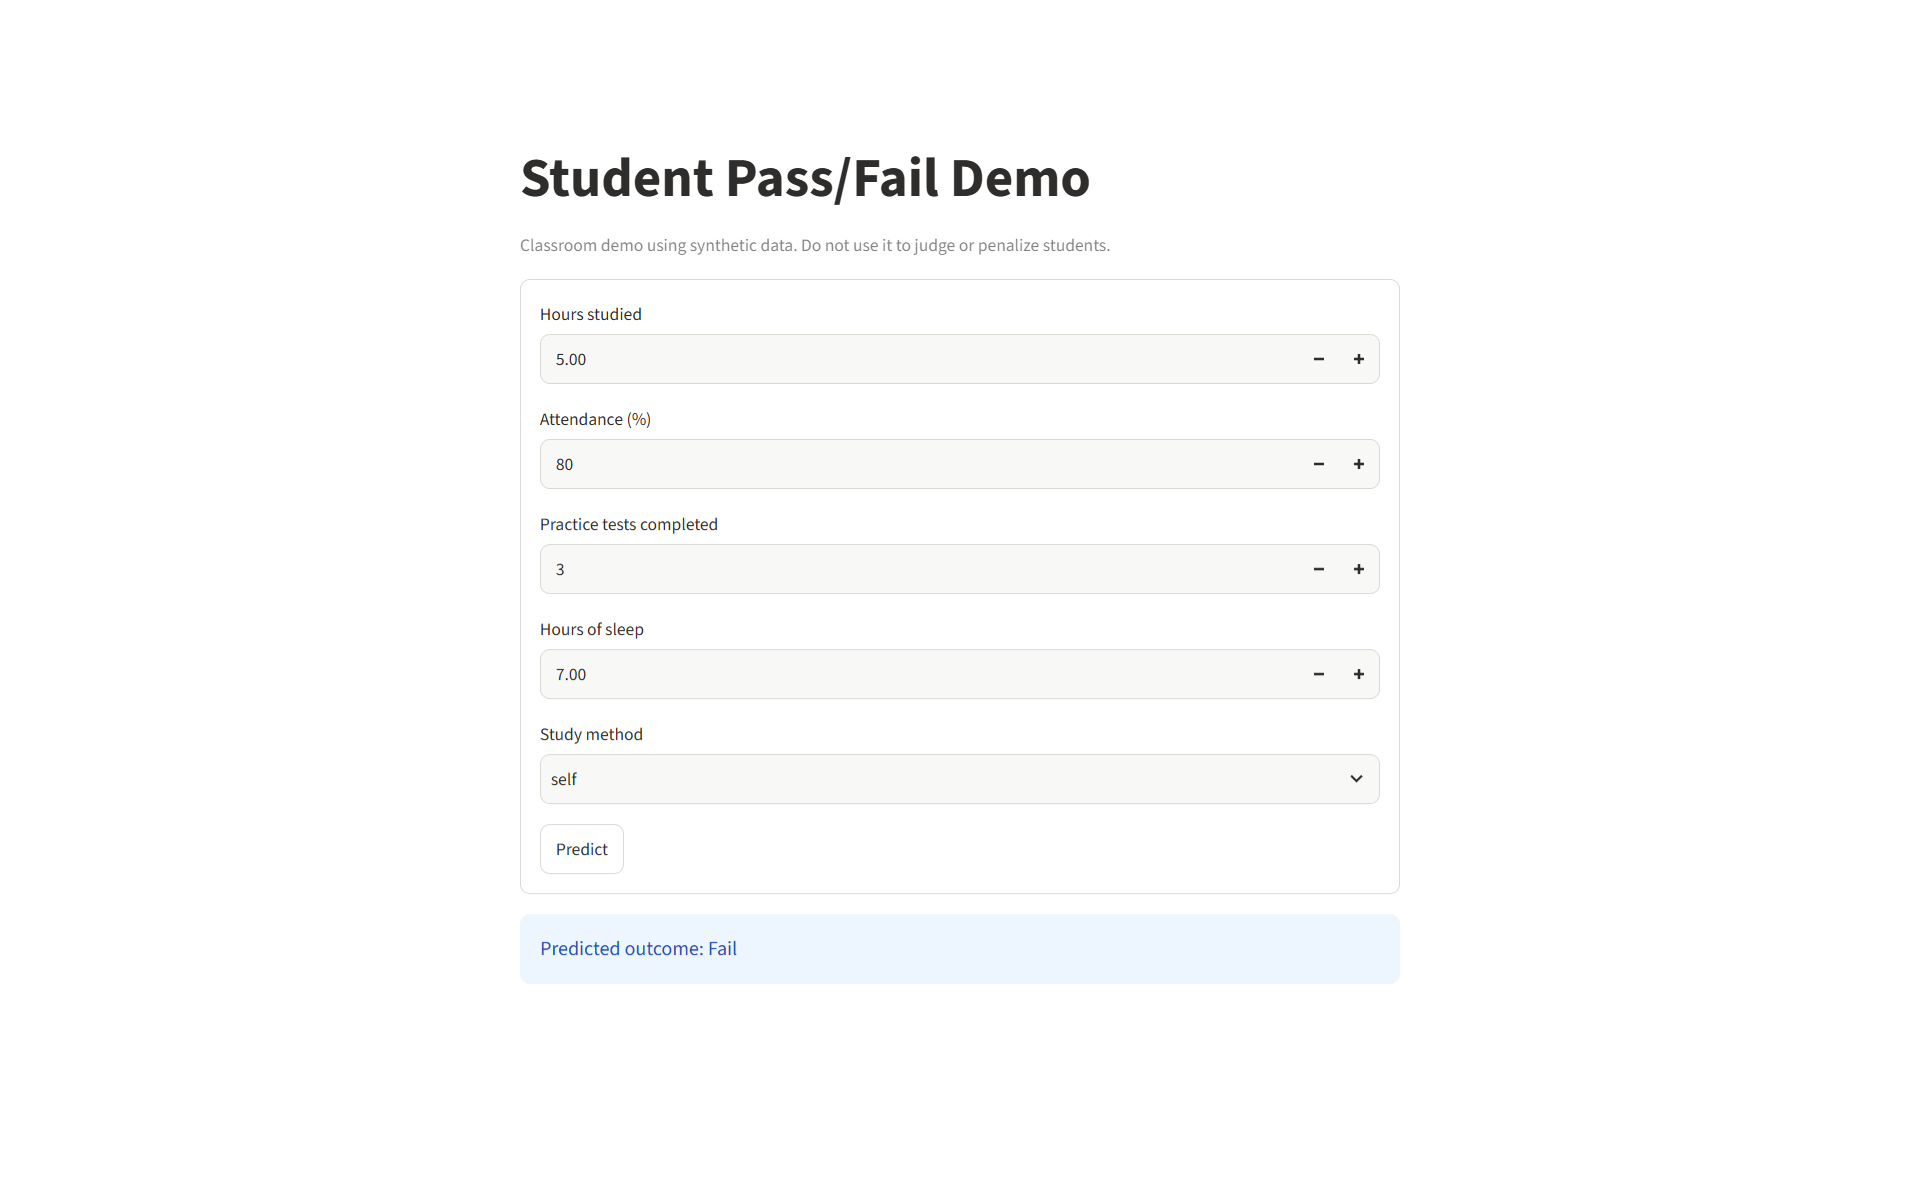 Student Pass/Fail Demo
Classroom demo using synthetic data. Do not use it to judge or penalize students.
Hours studied
5.00
Attendance (%)
80
Practice tests completed
3
Hours of sleep
7.00
Study method
self
Predict
Predicted outcome: Fail